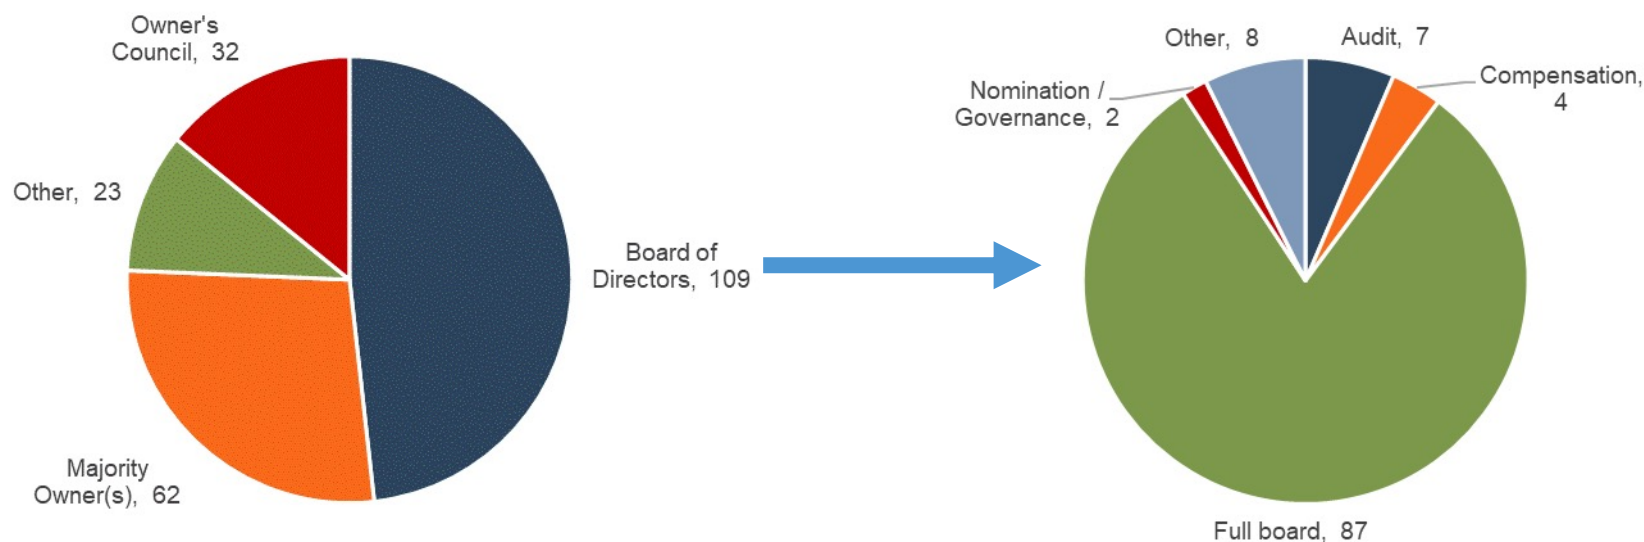 Owner's
Council, 32
Other, 23
Majority
Owner(s), 62
Board of
Directors, 109
Other, 8
Audit, 7
Nomination /
Governance, 2
Compensation,
4
Full board, 87